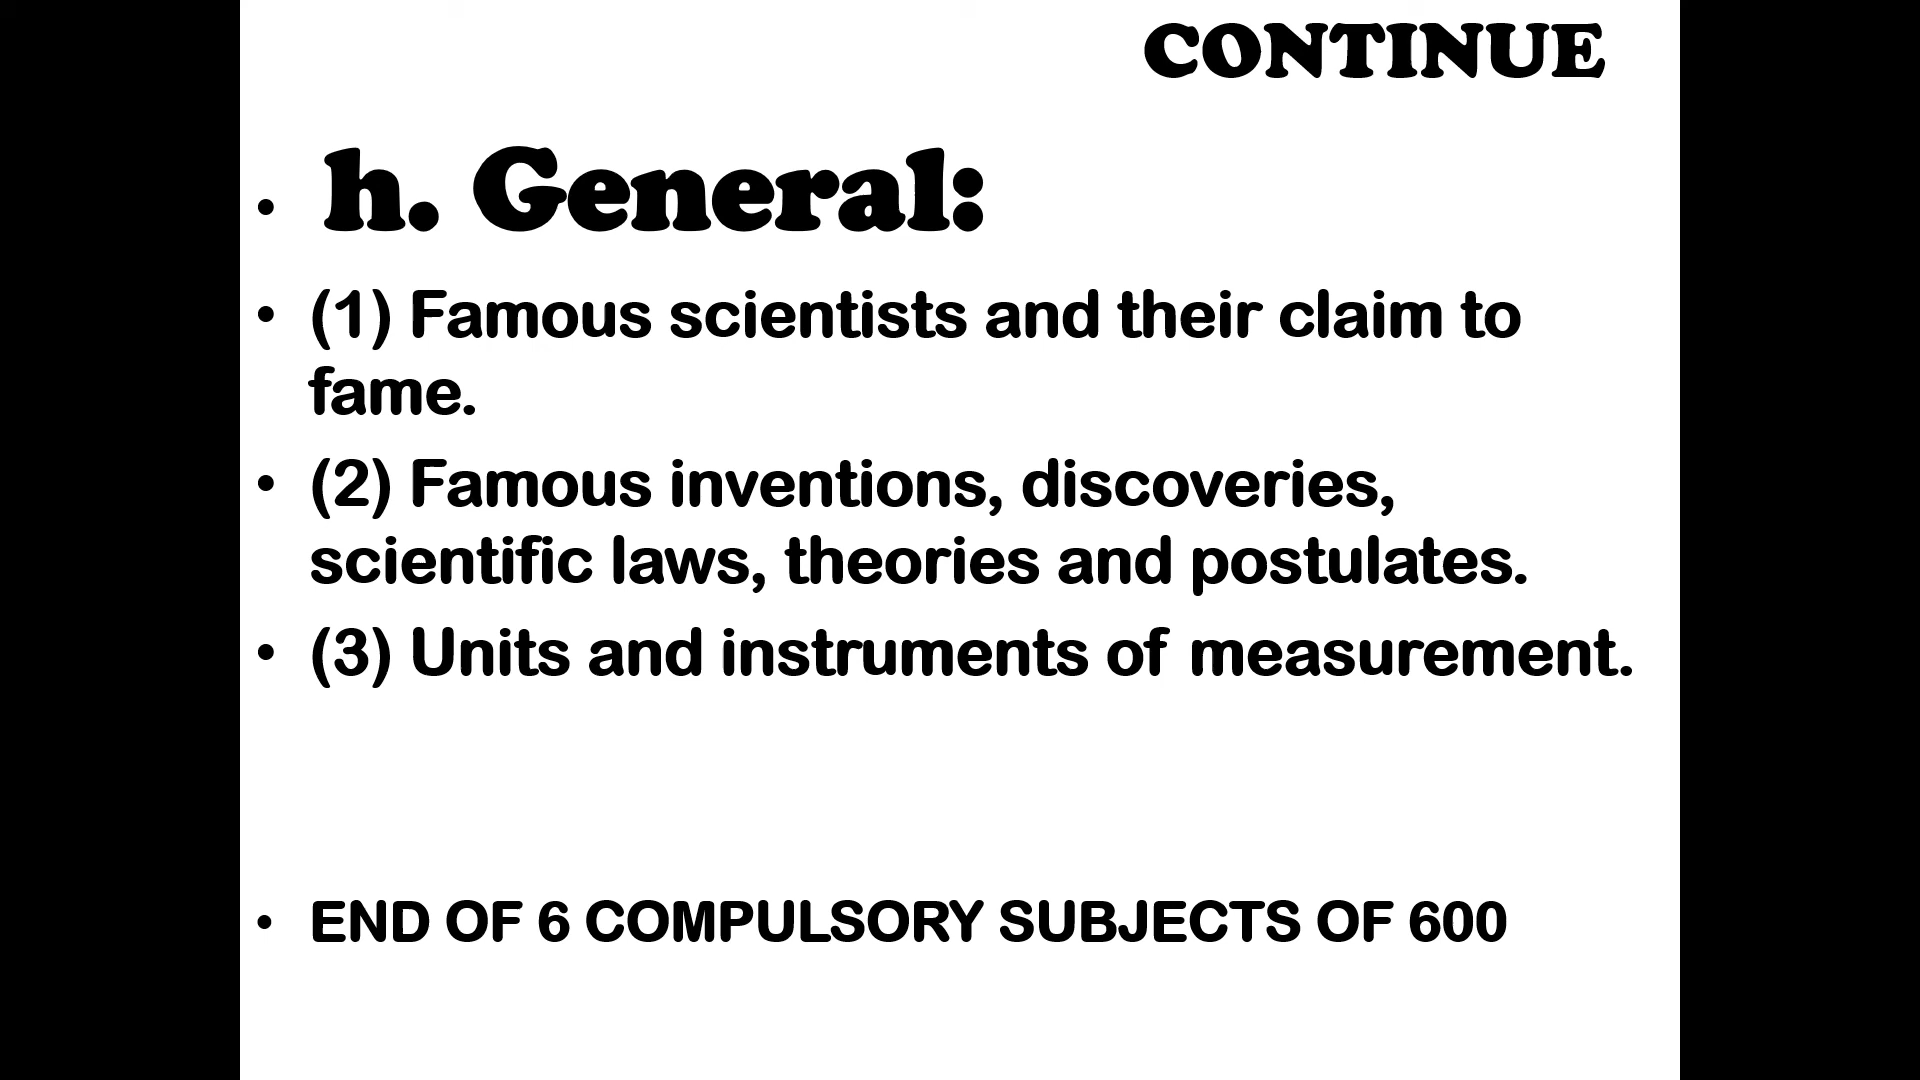 CONTINUE
• h. General:
• (1) Famous scientists and their claim to
fame.
• (2) Famous inventions, discoveries,
scientific laws, theories and postulates.
• (3) Units and instruments of measurement.
• END OF 6 COMPULSORY SUBJECTS OF 600